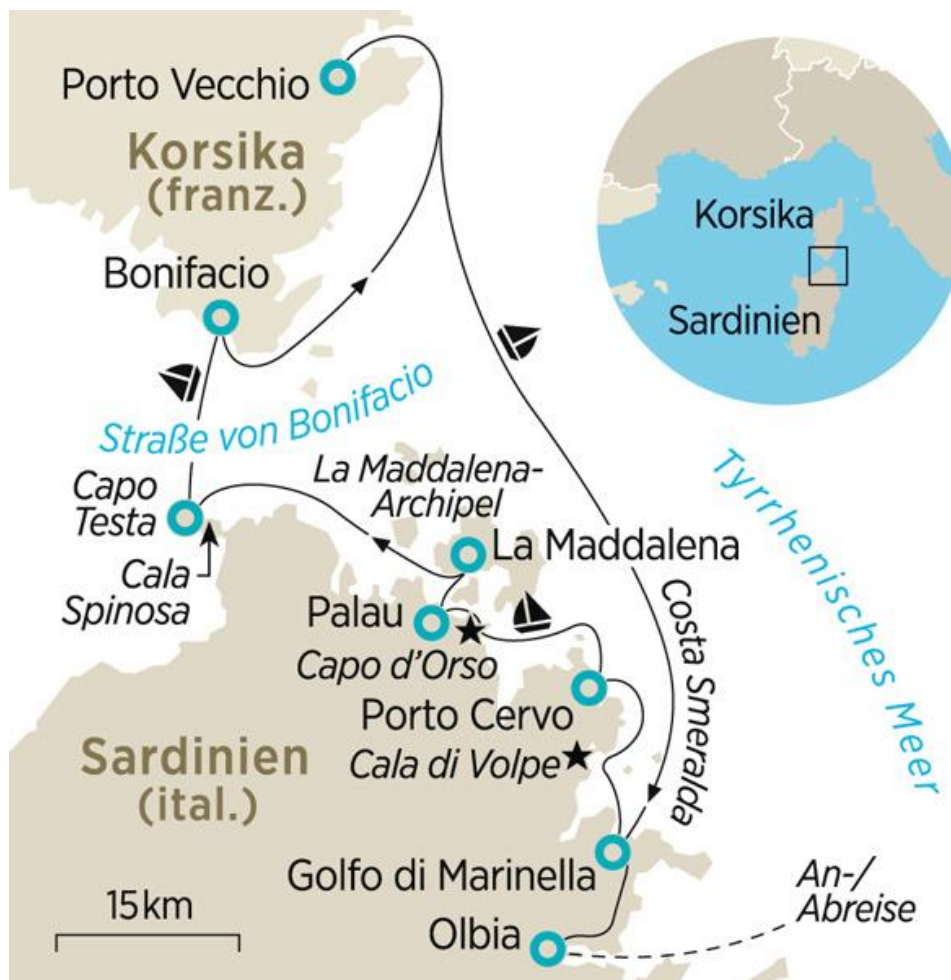 Porto Vecchio
Korsika
(franz.)
Bonifacio
Straße von Bonifacio
Capo
Testa
Cala
Spinosa
La Maddalena-
Archipel
La Maddalena
Palau
Capo d'Orso
Porto Cervo
Cala di Volpe
Costa Smeralda
Sardinien
(ital.)
Golfo di Marinella
Olbia
15 km
An-/
Abreise
Tyrrhenisches Meer
Korsika
Sardinien